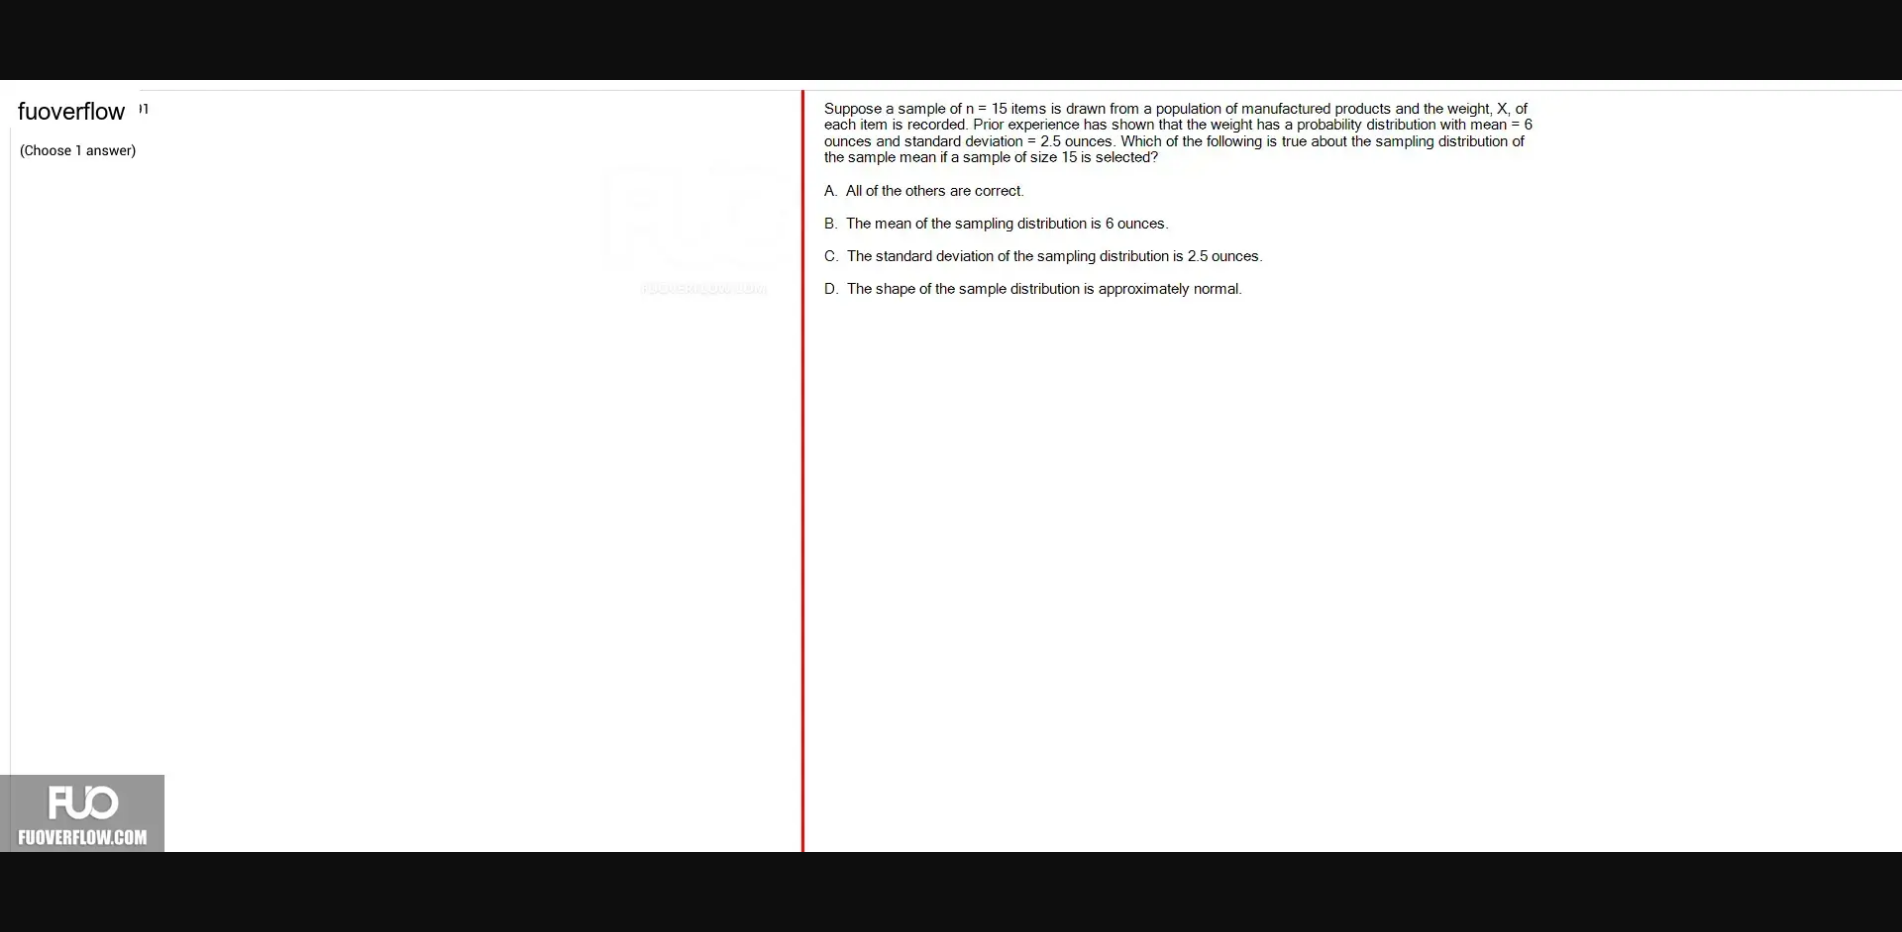 fuoverflow
(Choose 1 answer)
Suppose a sample of n = 15 items is drawn from a population of manufactured products and the weight, X, of
each item is recorded. Prior experience has shown that the weight has a probability distribution with mean = 6
ounces and standard deviation = 2.5 ounces. Which of the following is true about the sampling distribution of
the sample mean if a sample of size 15 is selected?
A. All of the others are correct.
B. The mean of the sampling distribution is 6 ounces.
C. The standard deviation of the sampling distribution is 2.5 ounces.
D. The shape of the sample distribution is approximately normal.
FUO
FUOVERFLOW.COM